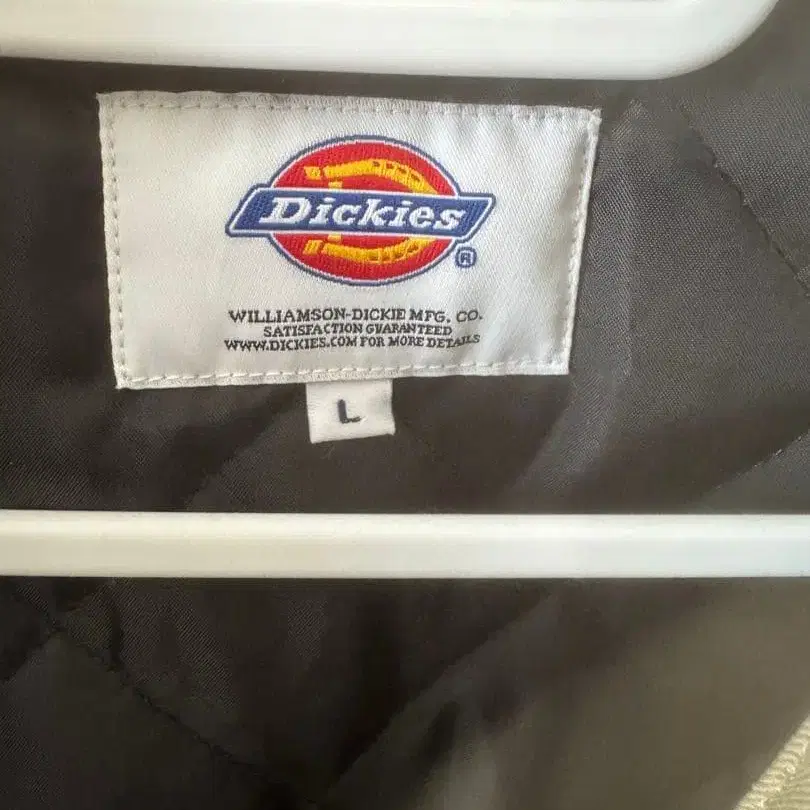 Dickies
®
WILLIAMSON-DICKIE MFG. CO.
SATISFACTION GUARANTEED
WWW.DICKIES.COM FOR MORE DETAILS
L